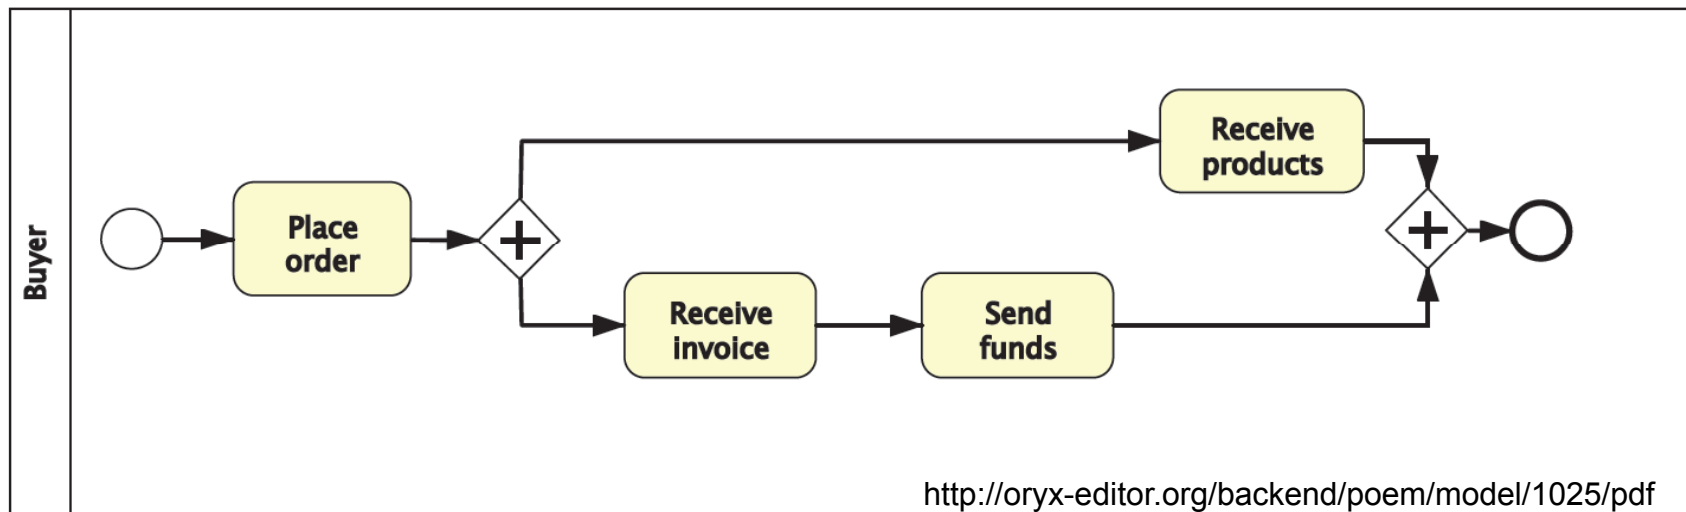 Buyer
Place
order
Receive
products
Receive
invoice
Send
funds
http://oryx-editor.org/backend/poem/model/1025/pdf